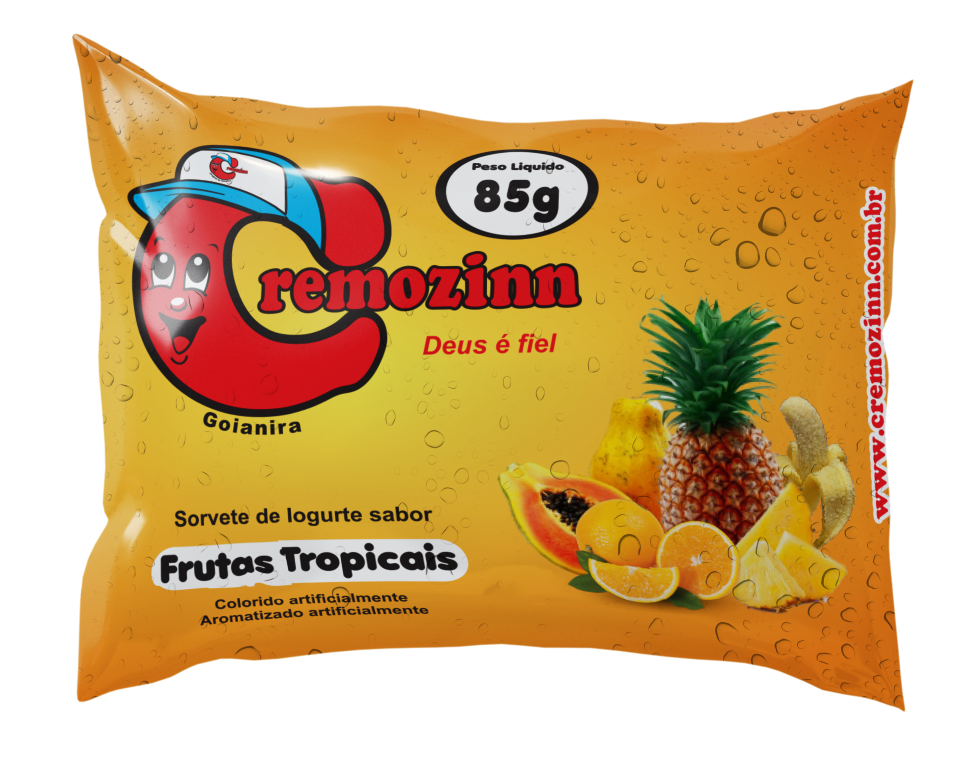 Peso Liquido
85g
Cremozinn
Deus é fiel
Goianira
Sorvete de Iogurte sabor
Frutas Tropicais
Colorido artificialmente
Aromatizado artificialmente
www.cremozinn.com.br